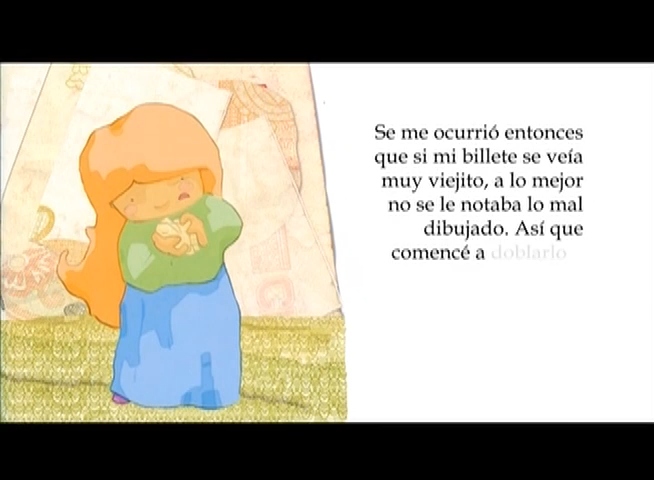 Se me ocurrió entonces
que si mi billete se veía
muy viejito, a lo mejor
no se le notaba lo mal
dibujado. Así que
comencé a doblarlo